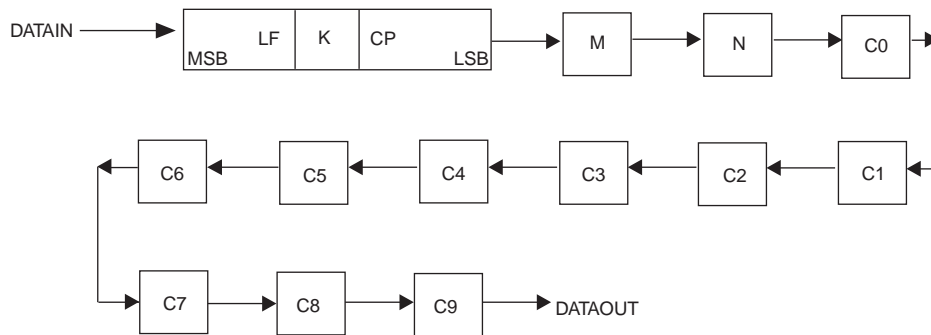 DATAIN
LF K CP
MSB LSB
M N C0
C6 C5 C4 C3 C2 C1
C7 C8 C9 DATAOUT